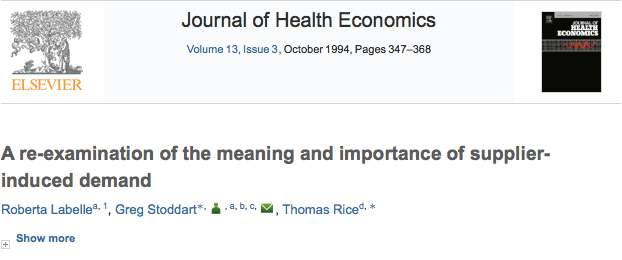 Journal of Health Economics
Volume 13, Issue 3, October 1994, Pages 347–368
ELSEVIER
JOURNAL OF
HEALTH
ECONOMICS
A re-examination of the meaning and importance of supplier-
induced demand
Roberta Labelle a, 1, Greg Stoddart*, , a, b, c, , Thomas Rice d, *
Show more